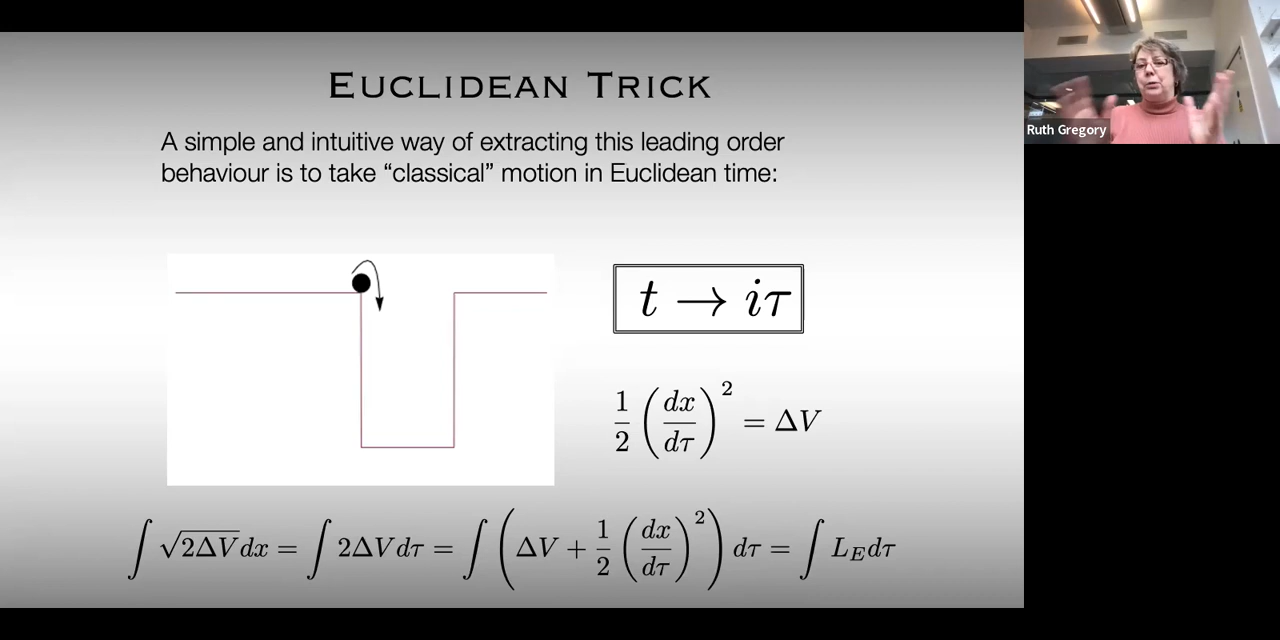 EUCLIDEAN TRICK
A simple and intuitive way of extracting this leading order
behaviour is to take “classical” motion in Euclidean time:
t → iτ
1/2 (dx/dτ)² = ΔV
∫ √2ΔV dx = ∫ 2ΔV dτ = ∫ (ΔV + 1/2 (dx/dτ)²) dτ = ∫ L_E dτ
Ruth Gregory